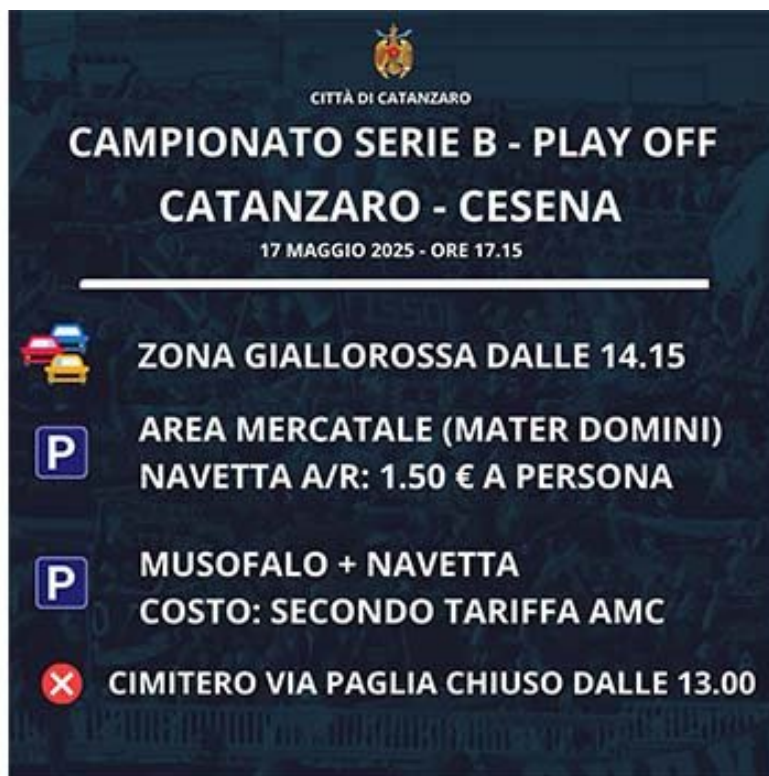 CITTÀ DI CATANZARO
CAMPIONATO SERIE B - PLAY OFF
CATANZARO - CESENA
17 MAGGIO 2025 - ORE 17.15
ZONA GIALLOROSSA DALLE 14.15
P
AREA MERCATALE (MATER DOMINI)
NAVETTA A/R: 1.50 € A PERSONA
P
MUSOFALO + NAVETTA
COSTO: SECONDO TARIFFA AMC
CIMITERO VIA PAGLIA CHIUSO DALLE 13.00